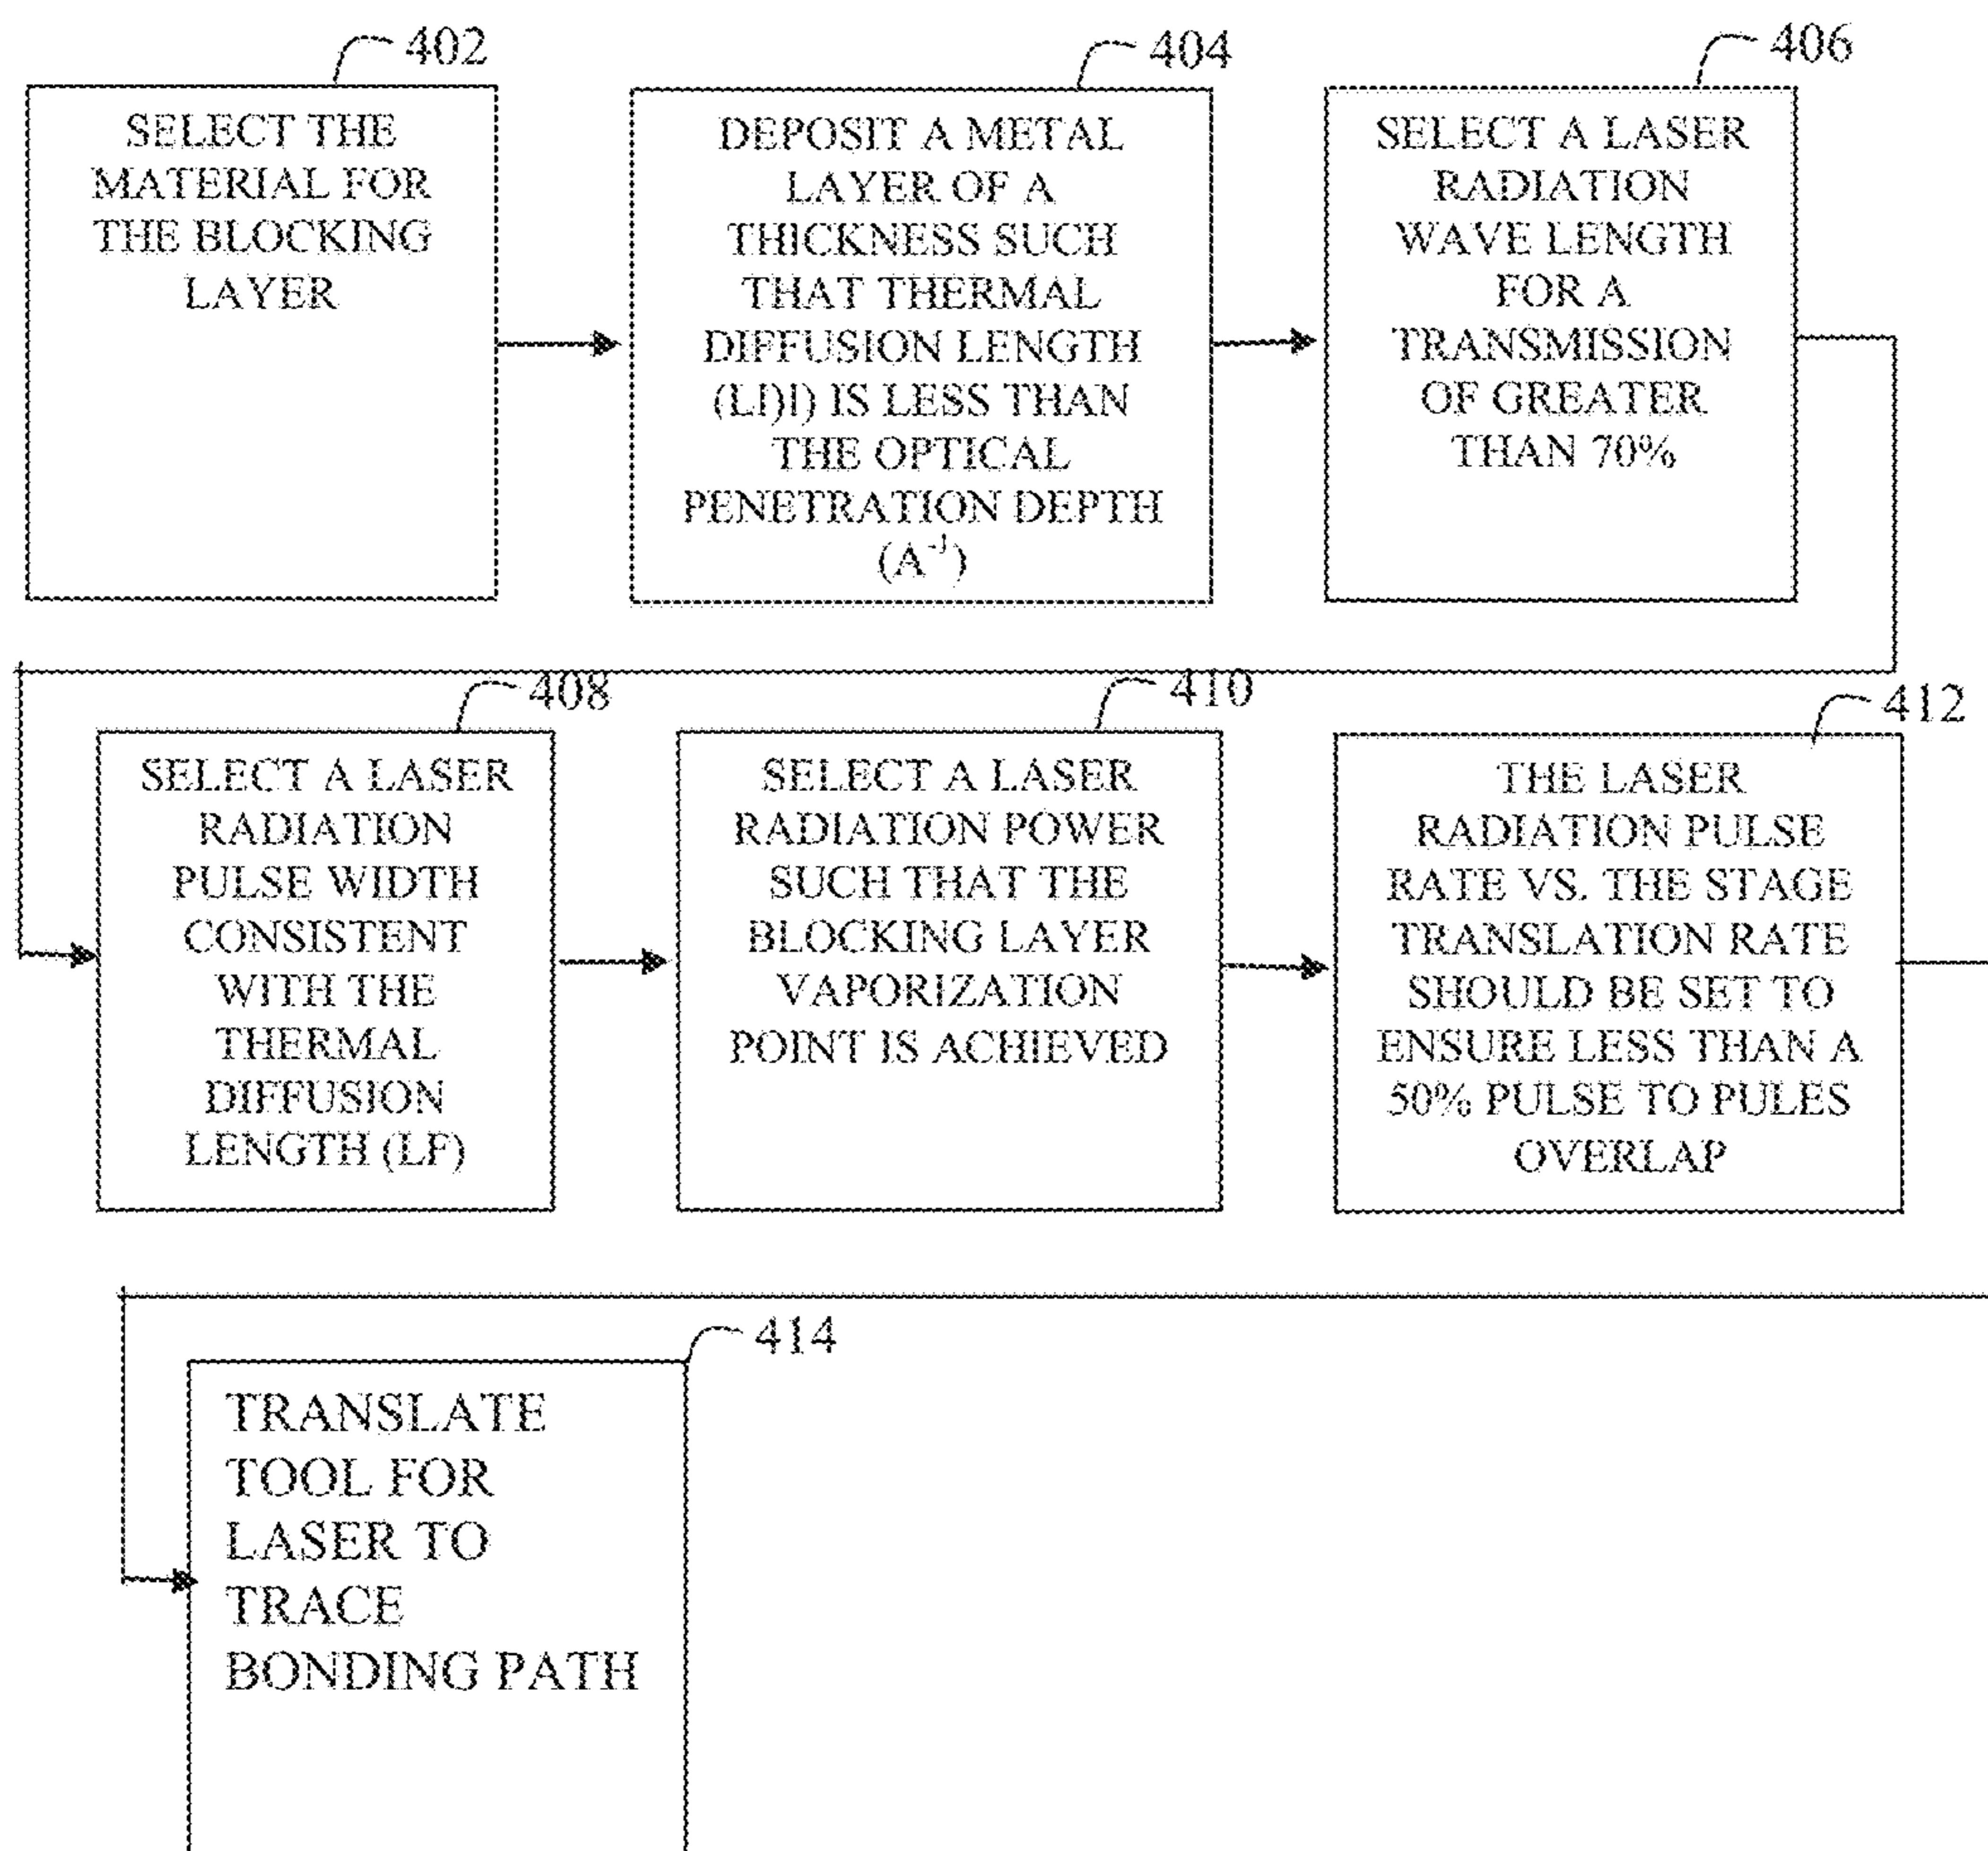 402
SELECT THE
MATERIAL FOR
THE BLOCKING
LAYER
404
DEPOSIT A METAL
LAYER OF A
THICKNESS SUCH
THAT THERMAL
DIFFUSION LENGTH
(LI)I) IS LESS THAN
THE OPTICAL
PENETRATION DEPTH
(A⁻¹)
406
SELECT A LASER
RADIATION
WAVE LENGTH
FOR A
TRANSMISSION
OF GREATER
THAN 70%
408
SELECT A LASER
RADIATION
PULSE WIDTH
CONSISTENT
WITH THE
THERMAL
DIFFUSION
LENGTH (LF)
410
SELECT A LASER
RADIATION POWER
SUCH THAT THE
BLOCKING LAYER
VAPORIZATION
POINT IS ACHIEVED
412
THE LASER
RADIATION PULSE
RATE VS. THE STAGE
TRANSLATION RATE
SHOULD BE SET TO
ENSURE LESS THAN A
50% PULSE TO PULES
OVERLAP
414
TRANSLATE
TOOL FOR
LASER TO
TRACE
BONDING PATH